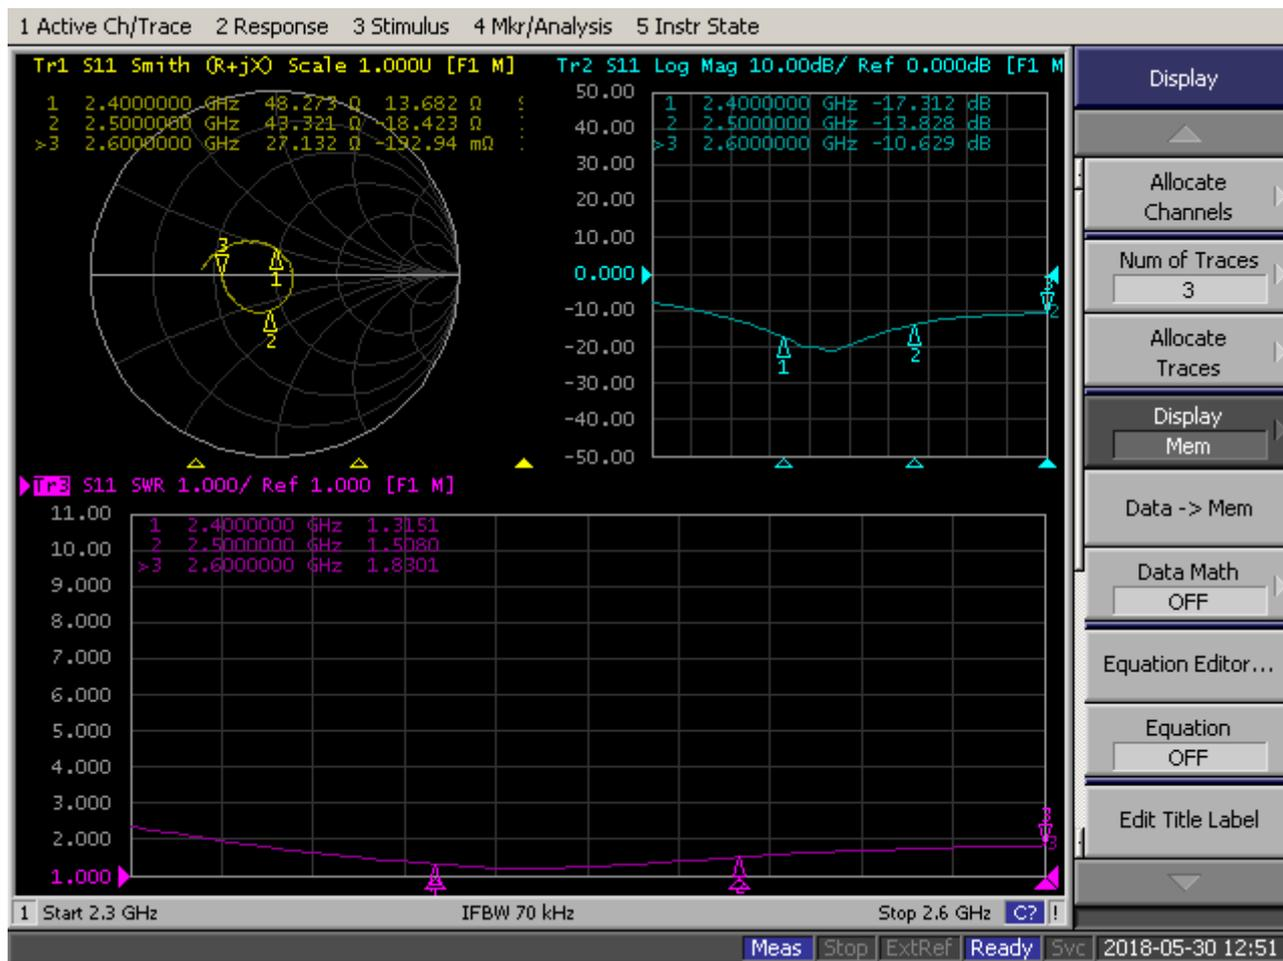 1 Active Ch/Trace 2 Response 3 Stimulus 4 Mkr/Analysis 5 Instr State
Tr1 S11 Smith (R+jX) Scale 1.000U [F1 M]
1 2.4000000 GHz 48.273 Ω 13.682 Ω
2 2.5000000 GHz 43.321 Ω -18.423 Ω
>3 2.6000000 GHz 27.132 Ω -192.94 mΩ
3
1
2
Tr2 S11 Log Mag 10.00dB/ Ref 0.000dB [F1 M
50.00
40.00
30.00
20.00
10.00
0.000
-10.00
-20.00
-30.00
-40.00
-50.00
1 2.4000000 GHz -17.312 dB
2 2.5000000 GHz -13.828 dB
>3 2.6000000 GHz -10.629 dB
3
2
1
2
Tr3 S11 SWR 1.000/ Ref 1.000 [F1 M]
11.00
10.00
9.000
8.000
7.000
6.000
5.000
4.000
3.000
2.000
1.000
1 2.4000000 GHz 1.3151
2 2.5000000 GHz 1.5080
>3 2.6000000 GHz 1.8301
3
3
1 Start 2.3 GHz IFBW 70 kHz Stop 2.6 GHz C? !
Display
Allocate
Channels
Num of Traces
3
Allocate
Traces
Display
Mem
Data -> Mem
Data Math
OFF
Equation Editor...
Equation
OFF
Edit Title Label
Meas Stop ExtRef Ready Svc 2018-05-30 12:51